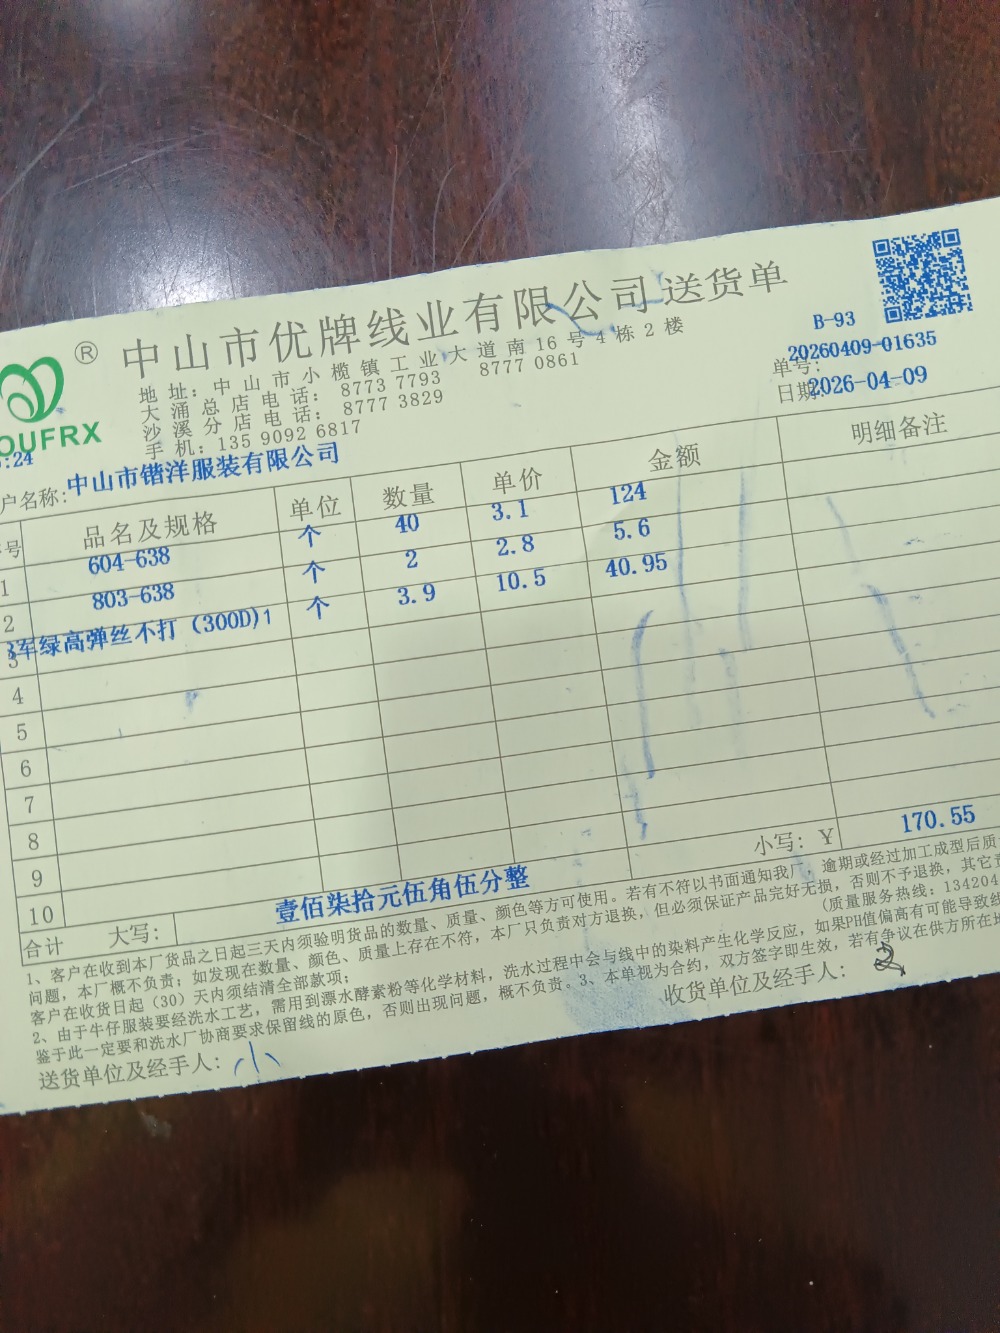 中山市优牌线业有限公司送货单
®
OUFRX
地址：中山市小榄镇工业大道南16号4栋2楼
大涌总店电话：8773 7793 8777 0861
沙溪分店电话：8777 3829
手机：135 9092 6817
B-93
单号：20260409-01635
日期：2026-04-09
:24
户名称：中山市锴洋服装有限公司
号 品名及规格 单位 数量 单价 金额 明细备注
1 604-638 个 40 3.1 124
2 803-638 个 2 2.8 5.6
3 军绿高弹丝不打（300D)1 个 3.9 10.5 40.95
4
5
6
7
8
9
10
合计 大写：壹佰柒拾元伍角伍分整 小写：￥ 170.55
1、客户在收到本厂货品之日起三天内须验明货品的数量、质量、颜色等方可使用。若有不符以书面通知我厂，逾期或经过加工成型后质
问题，本厂概不负责；如发现在数量、颜色、质量上存在不符，本厂只负责对方退换，但必须保证产品完好无损，否则不予退换，其它
客户在收货日起（30）天内须结清全部款项；（质量服务热线：134204
2、由于牛仔服装要经洗水工艺，需用到漂水酵素粉等化学材料，洗水过程中会与线中的染料产生化学反应，如果PH值偏高有可能导致线
鉴于此一定要和洗水厂协商要求保留线的原色，否则出现问题，概不负责。3、本单视为合约，双方签字即生效，若有争议在供方所在地
送货单位及经手人：小 收货单位及经手人：